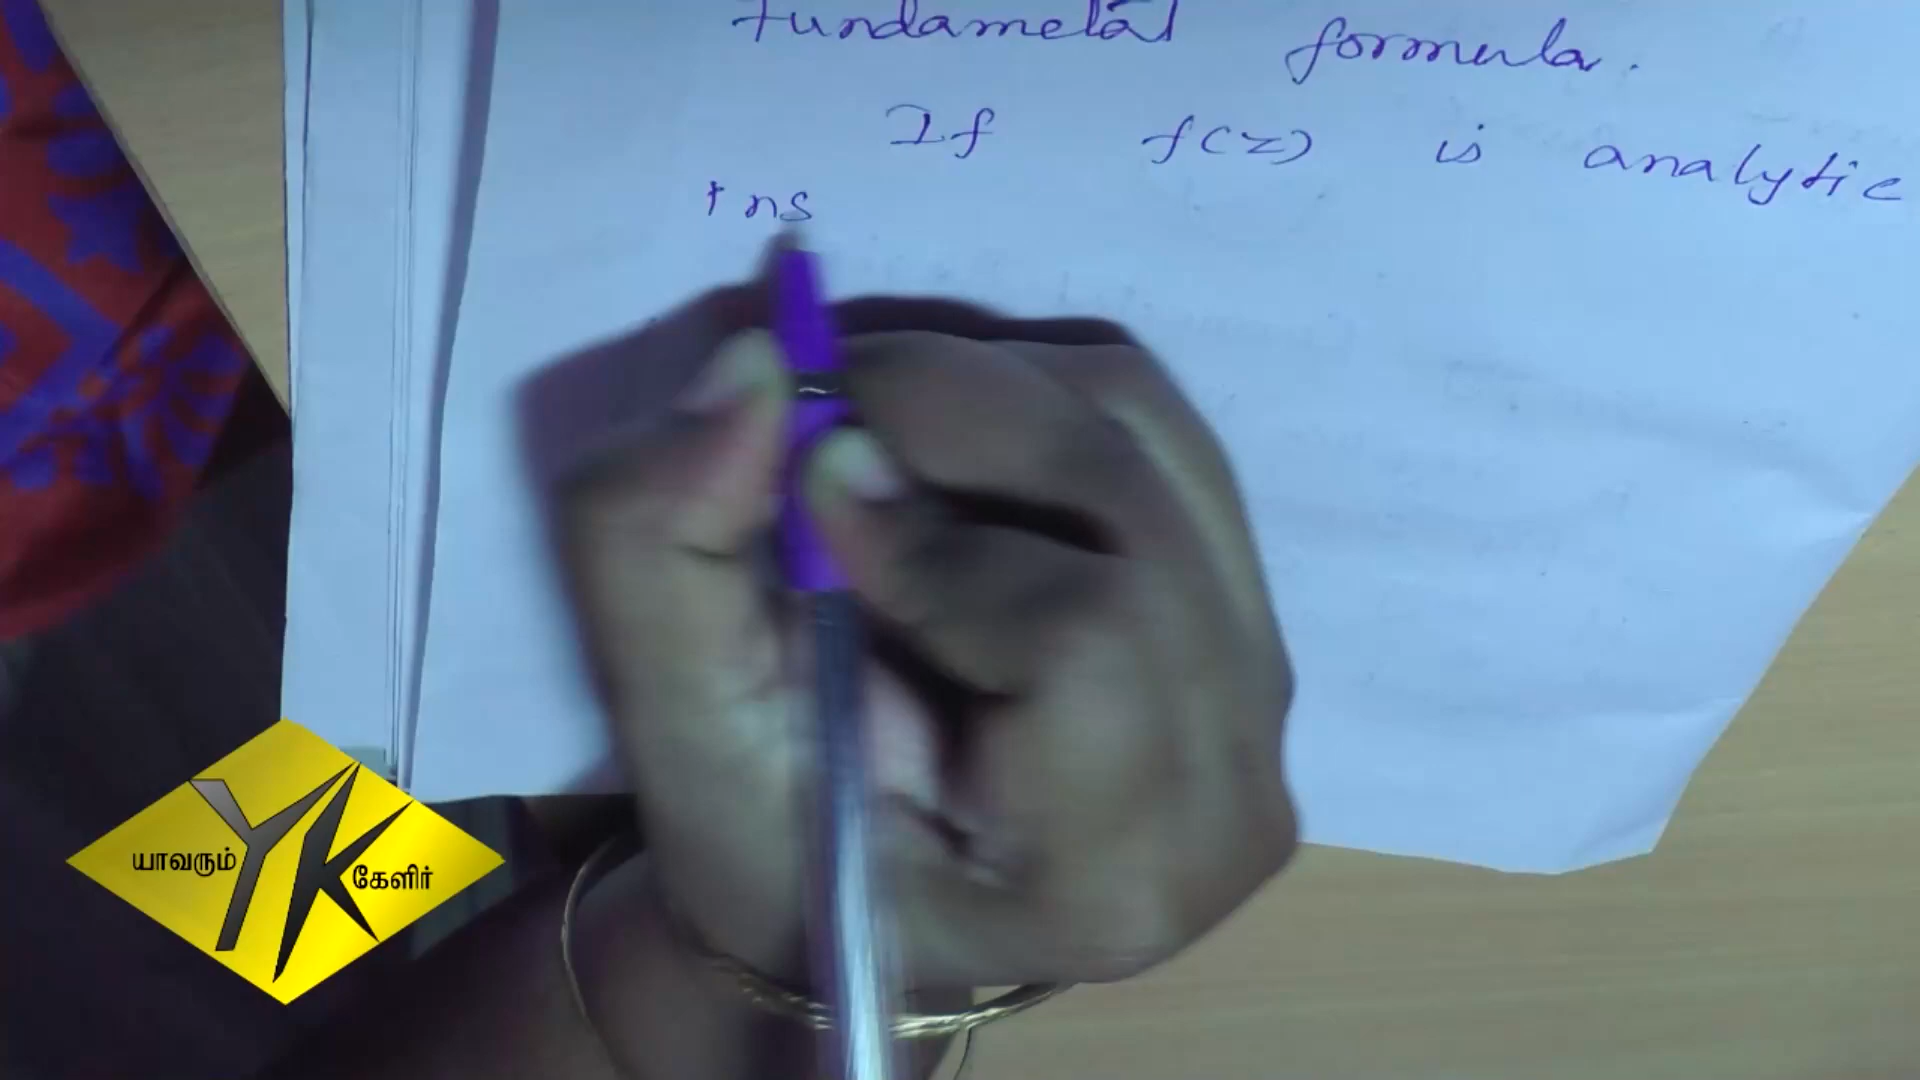 Fundametal formula.
If f(z) is analytic
ins
யாவரும் YK கேளிர்